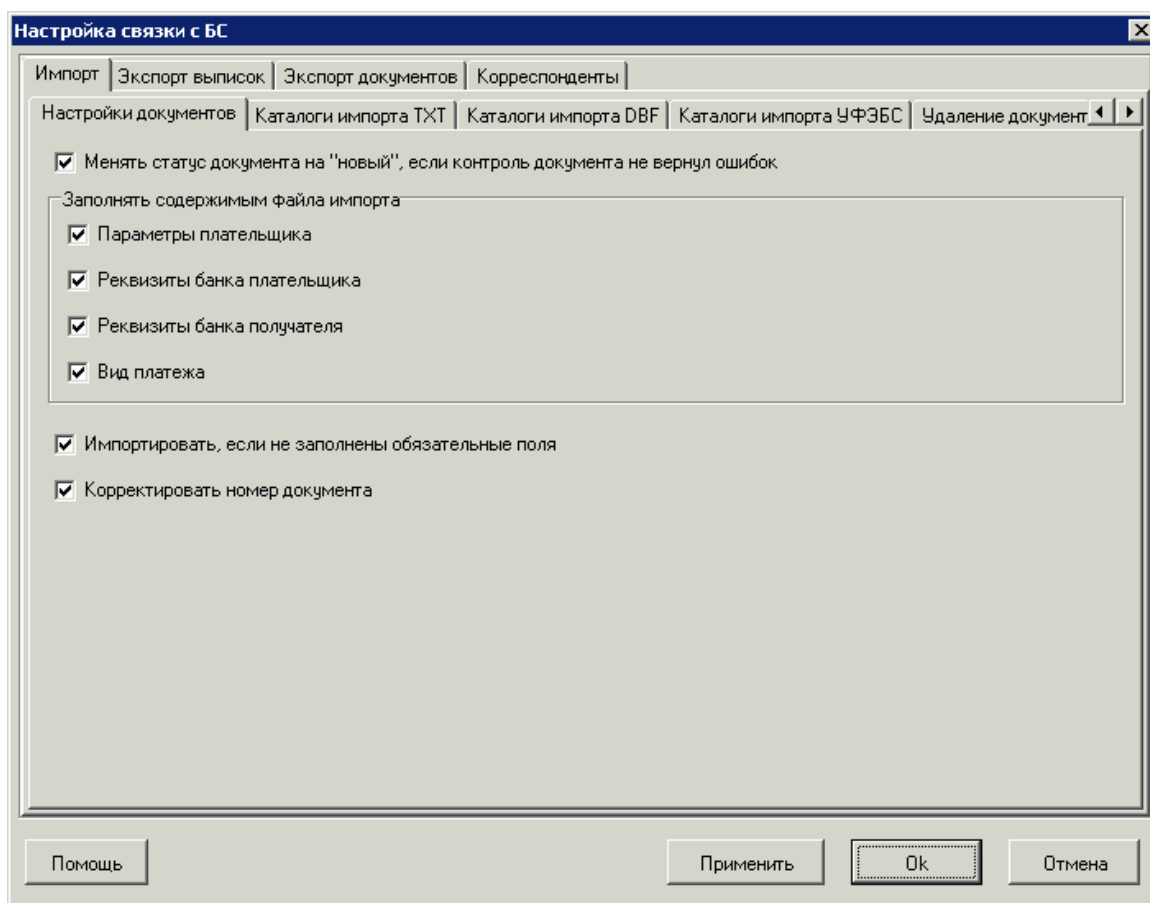 Настройка связки с БС
Импорт Экспорт выписок Экспорт документов Корреспонденты
Настройки документов Каталоги импорта TXT Каталоги импорта DBF Каталоги импорта УФЭБС Удаление документ
Менять статус документа на "новый", если контроль документа не вернул ошибок
Заполнять содержимым файла импорта
Параметры плательщика
Реквизиты банка плательщика
Реквизиты банка получателя
Вид платежа
Импортировать, если не заполнены обязательные поля
Корректировать номер документа
Помощь Применить Ok Отмена